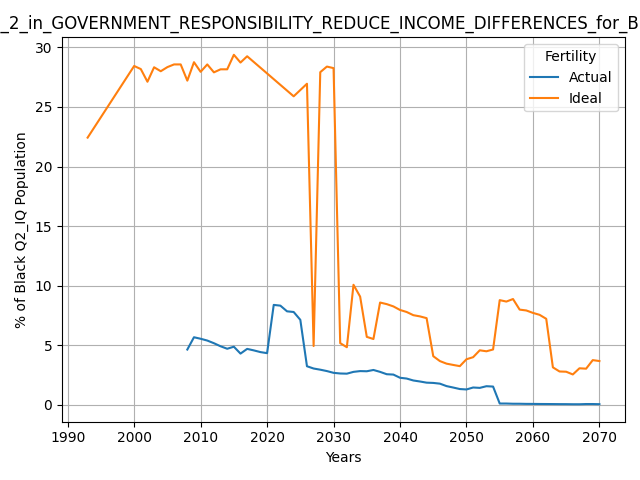 _2_in_GOVERNMENT_RESPONSIBILITY_REDUCE_INCOME_DIFFERENCES_for_B
Fertility
Actual
Ideal
% of Black Q2_IQ Population
30
25
20
15
10
5
0
1990 2000 2010 2020 2030 2040 2050 2060 2070
Years